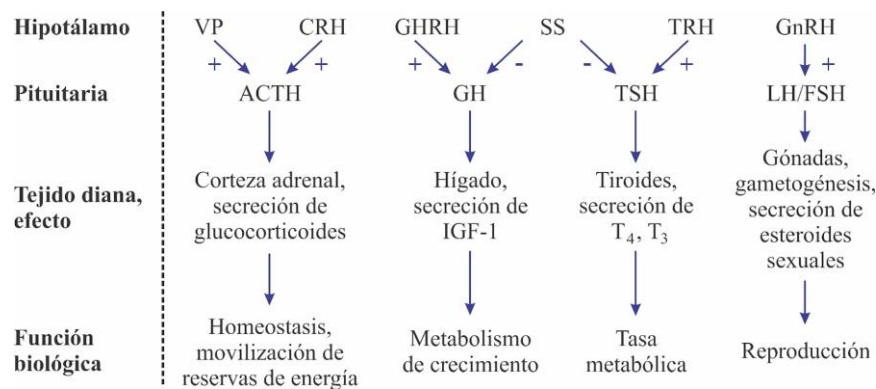 Hipotálamo VP CRH GHRH SS TRH GnRH
+ + + - - + +
Pituitaria ACTH GH TSH LH/FSH
Tejido diana,
efecto
Corteza adrenal,
secreción de
glucocorticoides
Hígado,
secreción de
IGF-1
Tiroides,
secreción de
T₄, T₃
Gónadas,
gametogénesis,
secreción de
esteroides
sexuales
Función
biológica
Homeostasis,
movilización de
reservas de energía
Metabolismo
de crecimiento
Tasa
metabólica
Reproducción